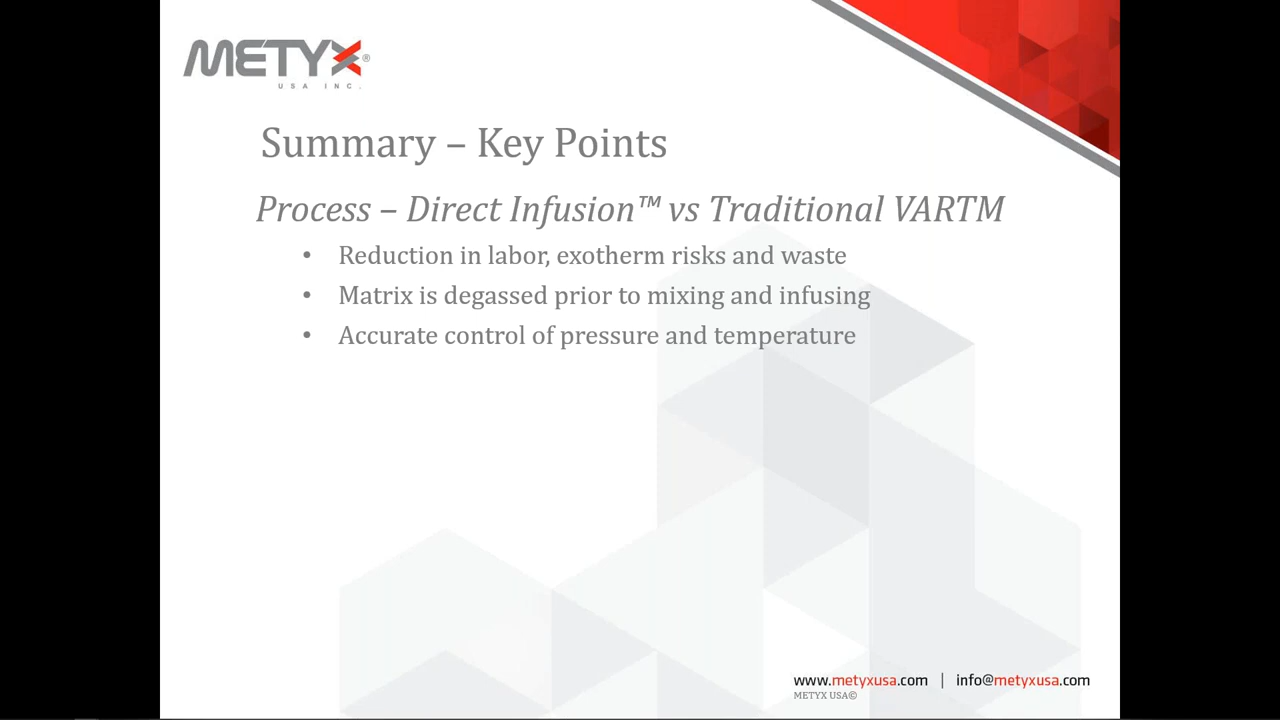 METYX®
USA INC.
Summary – Key Points
Process – Direct Infusion™ vs Traditional VARTM
• Reduction in labor, exotherm risks and waste
• Matrix is degassed prior to mixing and infusing
• Accurate control of pressure and temperature
www.metyxusa.com | info@metyxusa.com
METYX USA©